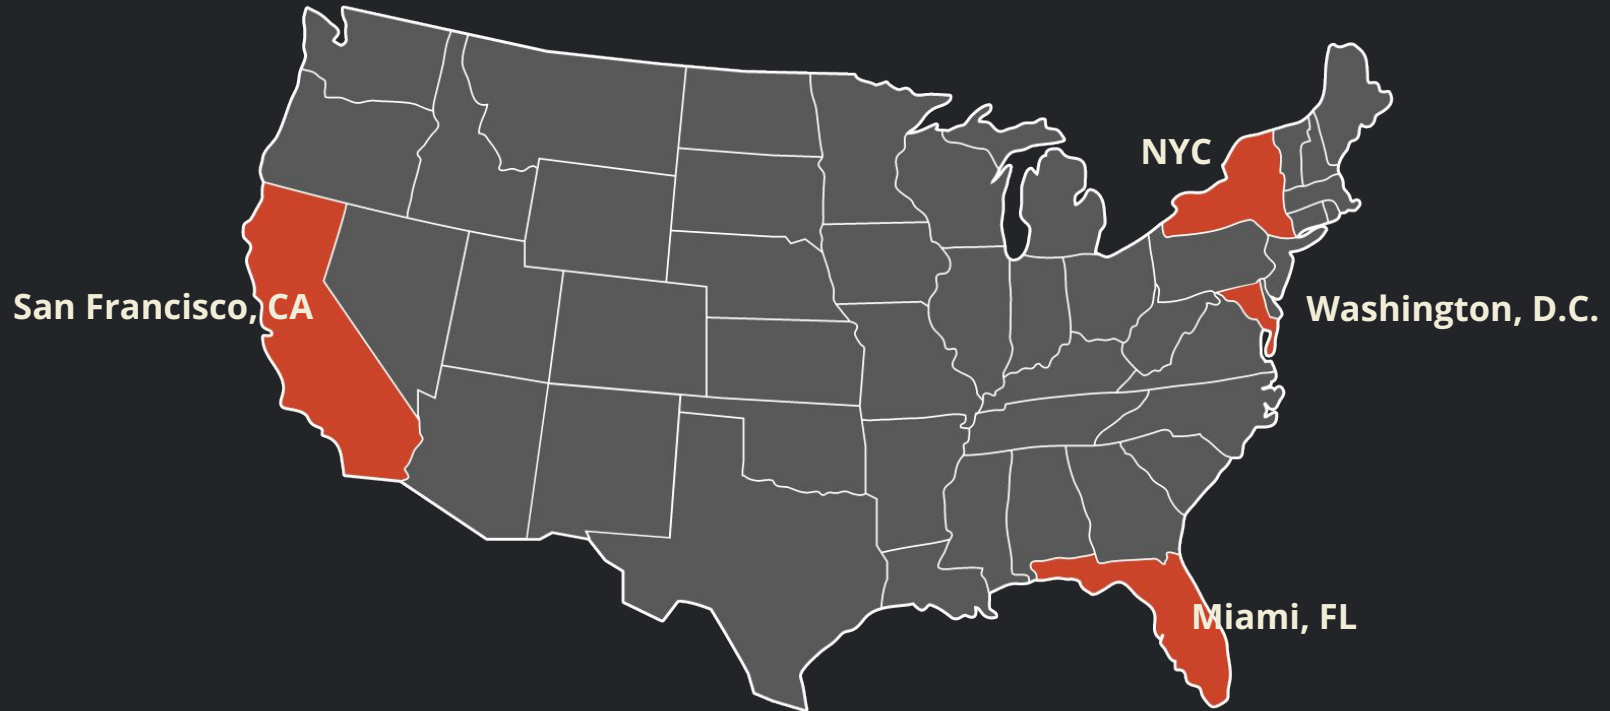 NYC
San Francisco, CA
Washington, D.C.
Miami, FL